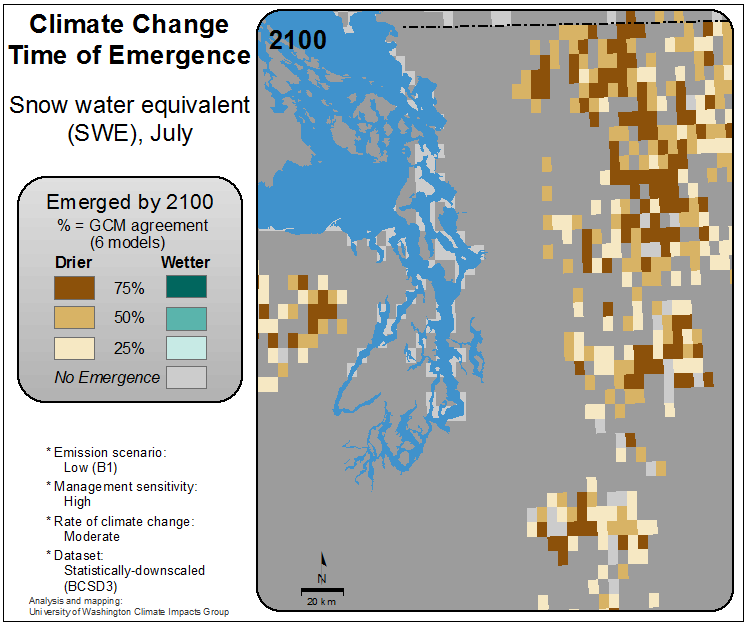 Climate Change
Time of Emergence
Snow water equivalent
(SWE), July
Emerged by 2100
% = GCM agreement
(6 models)
Drier Wetter
75%
50%
25%
No Emergence
* Emission scenario:
Low (B1)
* Management sensitivity:
High
* Rate of climate change:
Moderate
* Dataset:
Statistically-downscaled
(BCSD3)
Analysis and mapping:
University of Washington Climate Impacts Group
2100
N
20 km